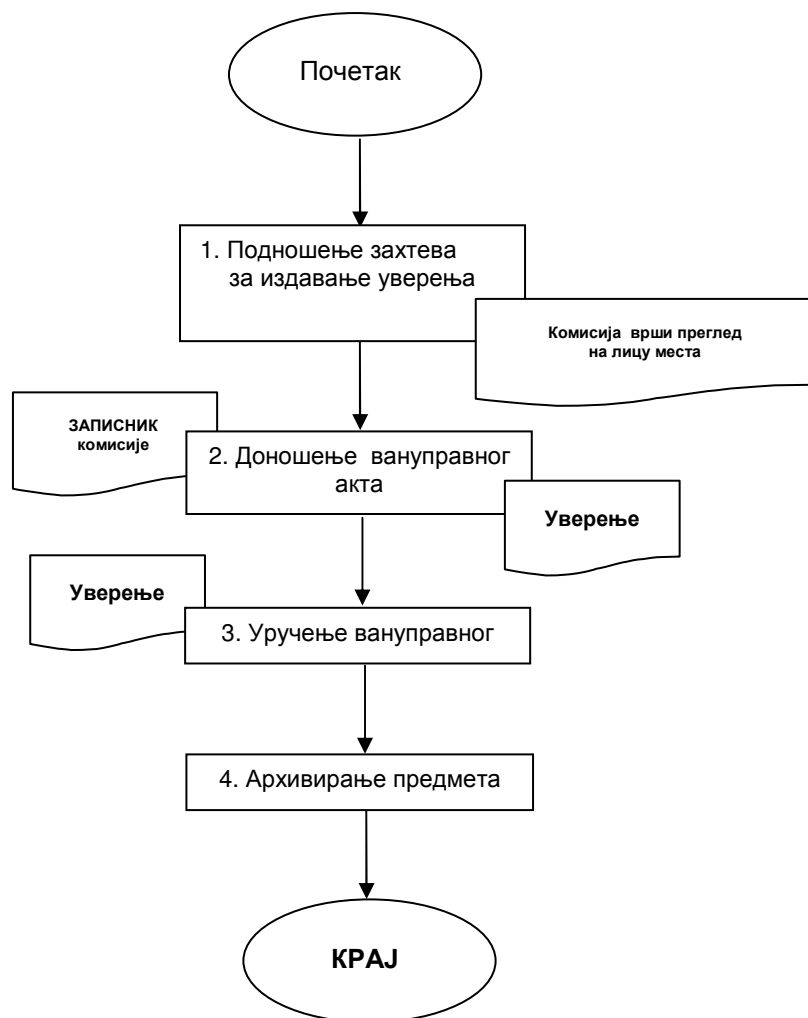 Почетак
1. Подношење захтева
за издавање уверења
Комисија врши преглед
на лицу места
ЗАПИСНИК
комисије
2. Доношење вануправног
акта
Уверење
Уверење
3. Уручење вануправног
4. Архивирање предмета
КРАЈ